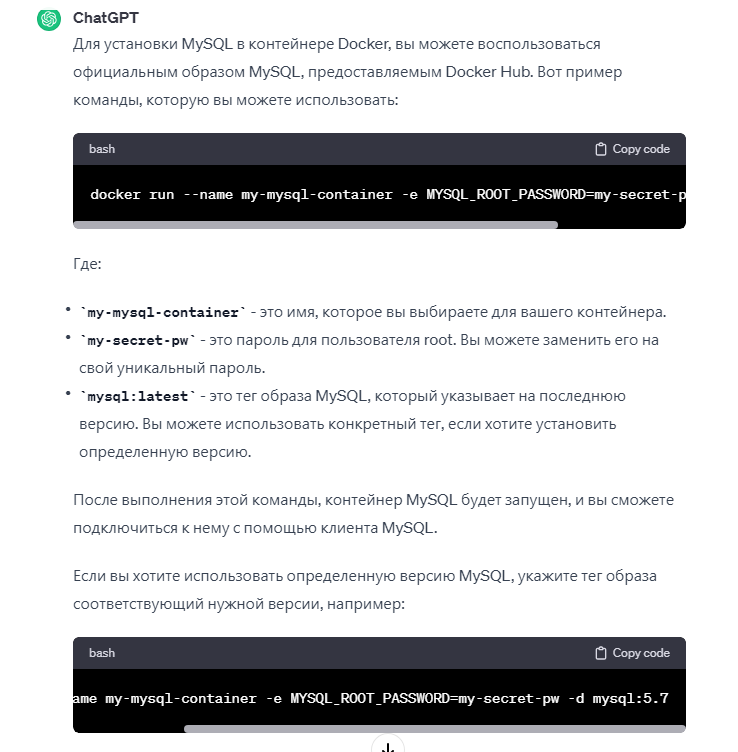 ChatGPT
Для установки MySQL в контейнере Docker, вы можете воспользоваться
официальным образом MySQL, предоставляемым Docker Hub. Вот пример
команды, которую вы можете использовать:
bash
Copy code
docker run --name my-mysql-container -e MYSQL_ROOT_PASSWORD=my-secret-p
Где:
• `my-mysql-container` - это имя, которое вы выбираете для вашего контейнера.
• `my-secret-pw` - это пароль для пользователя root. Вы можете заменить его на
свой уникальный пароль.
• `mysql:latest` - это тег образа MySQL, который указывает на последнюю
версию. Вы можете использовать конкретный тег, если хотите установить
определенную версию.
После выполнения этой команды, контейнер MySQL будет запущен, и вы сможете
подключиться к нему с помощью клиента MySQL.
Если вы хотите использовать определенную версию MySQL, укажите тег образа
соответствующий нужной версии, например:
bash
Copy code
ame my-mysql-container -e MYSQL_ROOT_PASSWORD=my-secret-pw -d mysql:5.7